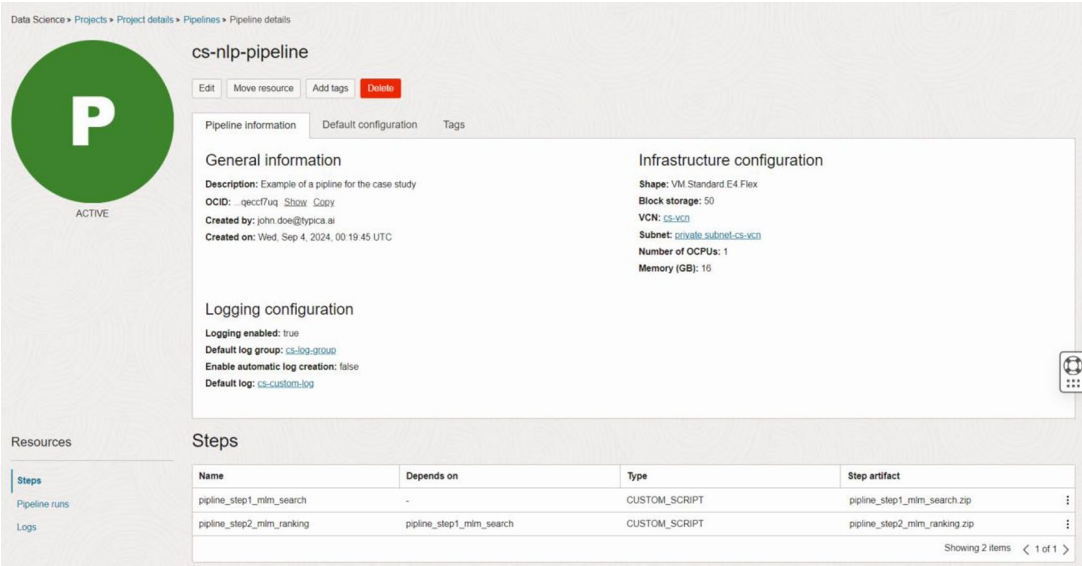 Data Science » Projects » Project details » Pipelines » Pipeline details
P
ACTIVE
cs-nlp-pipeline
Edit Move resource Add tags Delete
Pipeline information Default configuration Tags
General information
Description: Example of a pipline for the case study
OCID: ...qeccf7uq Show Copy
Created by: john.doe@typica.ai
Created on: Wed, Sep 4, 2024, 00:19:45 UTC
Infrastructure configuration
Shape: VM.Standard.E4.Flex
Block storage: 50
VCN: cs-vcn
Subnet: private subnet-cs-vcn
Number of OCPUs: 1
Memory (GB): 16
Logging configuration
Logging enabled: true
Default log group: cs-log-group
Enable automatic log creation: false
Default log: cs-custom-log
Resources
Steps
Pipeline runs
Logs
Steps
Name Depends on Type Step artifact
pipline_step1_mlm_search - CUSTOM_SCRIPT pipline_step1_mlm_search.zip
pipline_step2_mlm_ranking pipline_step1_mlm_search CUSTOM_SCRIPT pipline_step2_mlm_ranking.zip
Showing 2 items < 1 of 1 >